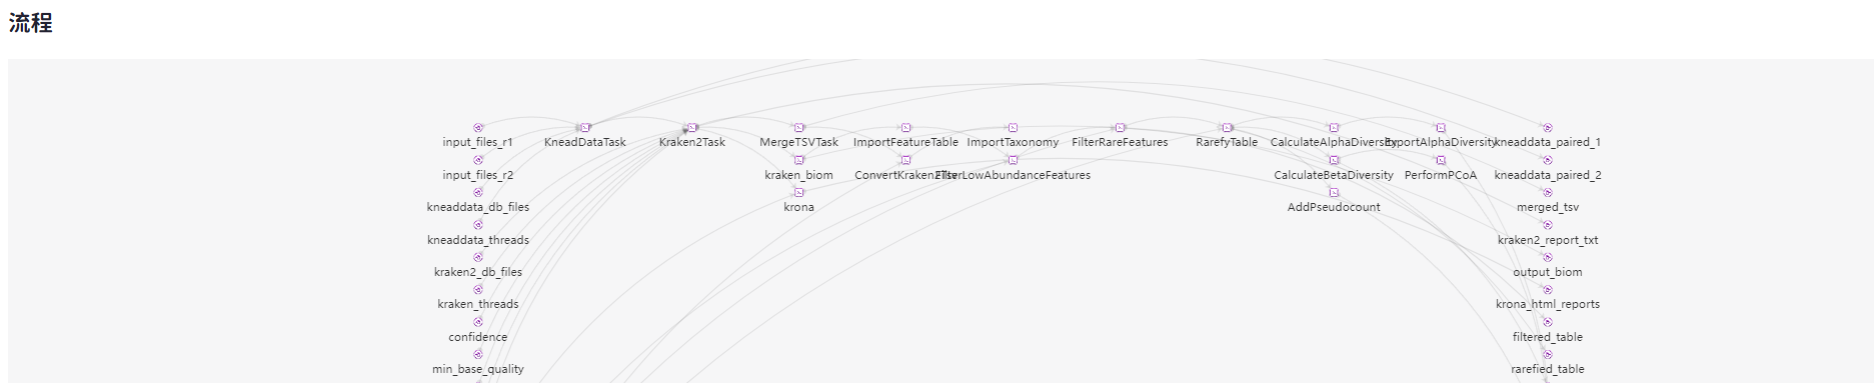 流程
input_files_r1 KneadDataTask Kraken2Task MergeTSVTask ImportFeatureTable ImportTaxonomy FilterRareFeatures RarefyTable CalculateAlphaDiversity ExportAlphaDiversity kneaddata_paired_1
input_files_r2 kraken_biom ConvertKraken2Tsv FilterLowAbundanceFeatures CalculateBetaDiversity PerformPCoA kneaddata_paired_2
kneaddata_db_files krona AddPseudocount merged_tsv
kneaddata_threads kraken2_report_txt
kraken2_db_files output_biom
kraken_threads krona_html_reports
confidence filtered_table
min_base_quality rarefied_table